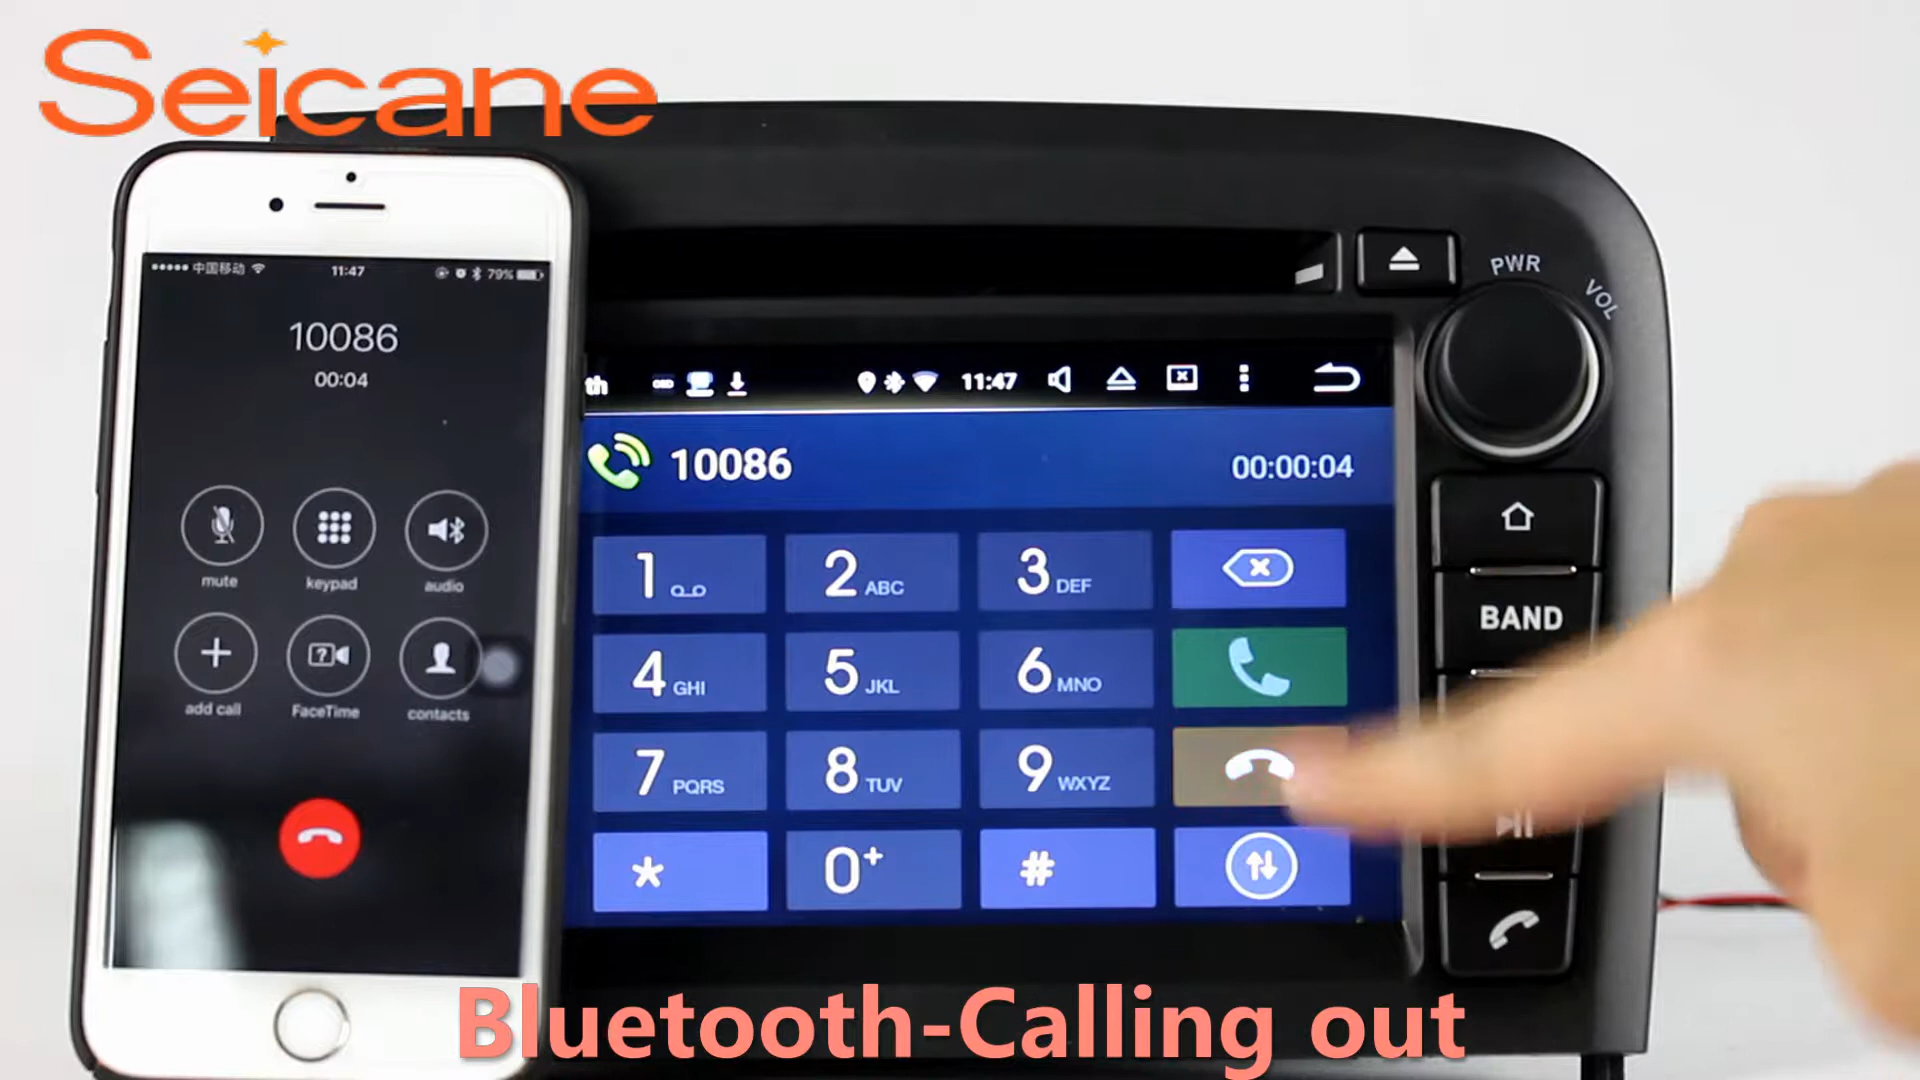 Seicane
中国移动 11:47 79%
10086
00:04
mute keypad audio
add call FaceTime contacts
th 11:47
10086 00:00:04
1 2 ABC 3 DEF
4 GHI 5 JKL 6 MNO
7 PQRS 8 TUV 9 WXYZ
* 0+ #
PWR
VOL
BAND
Bluetooth-Calling out